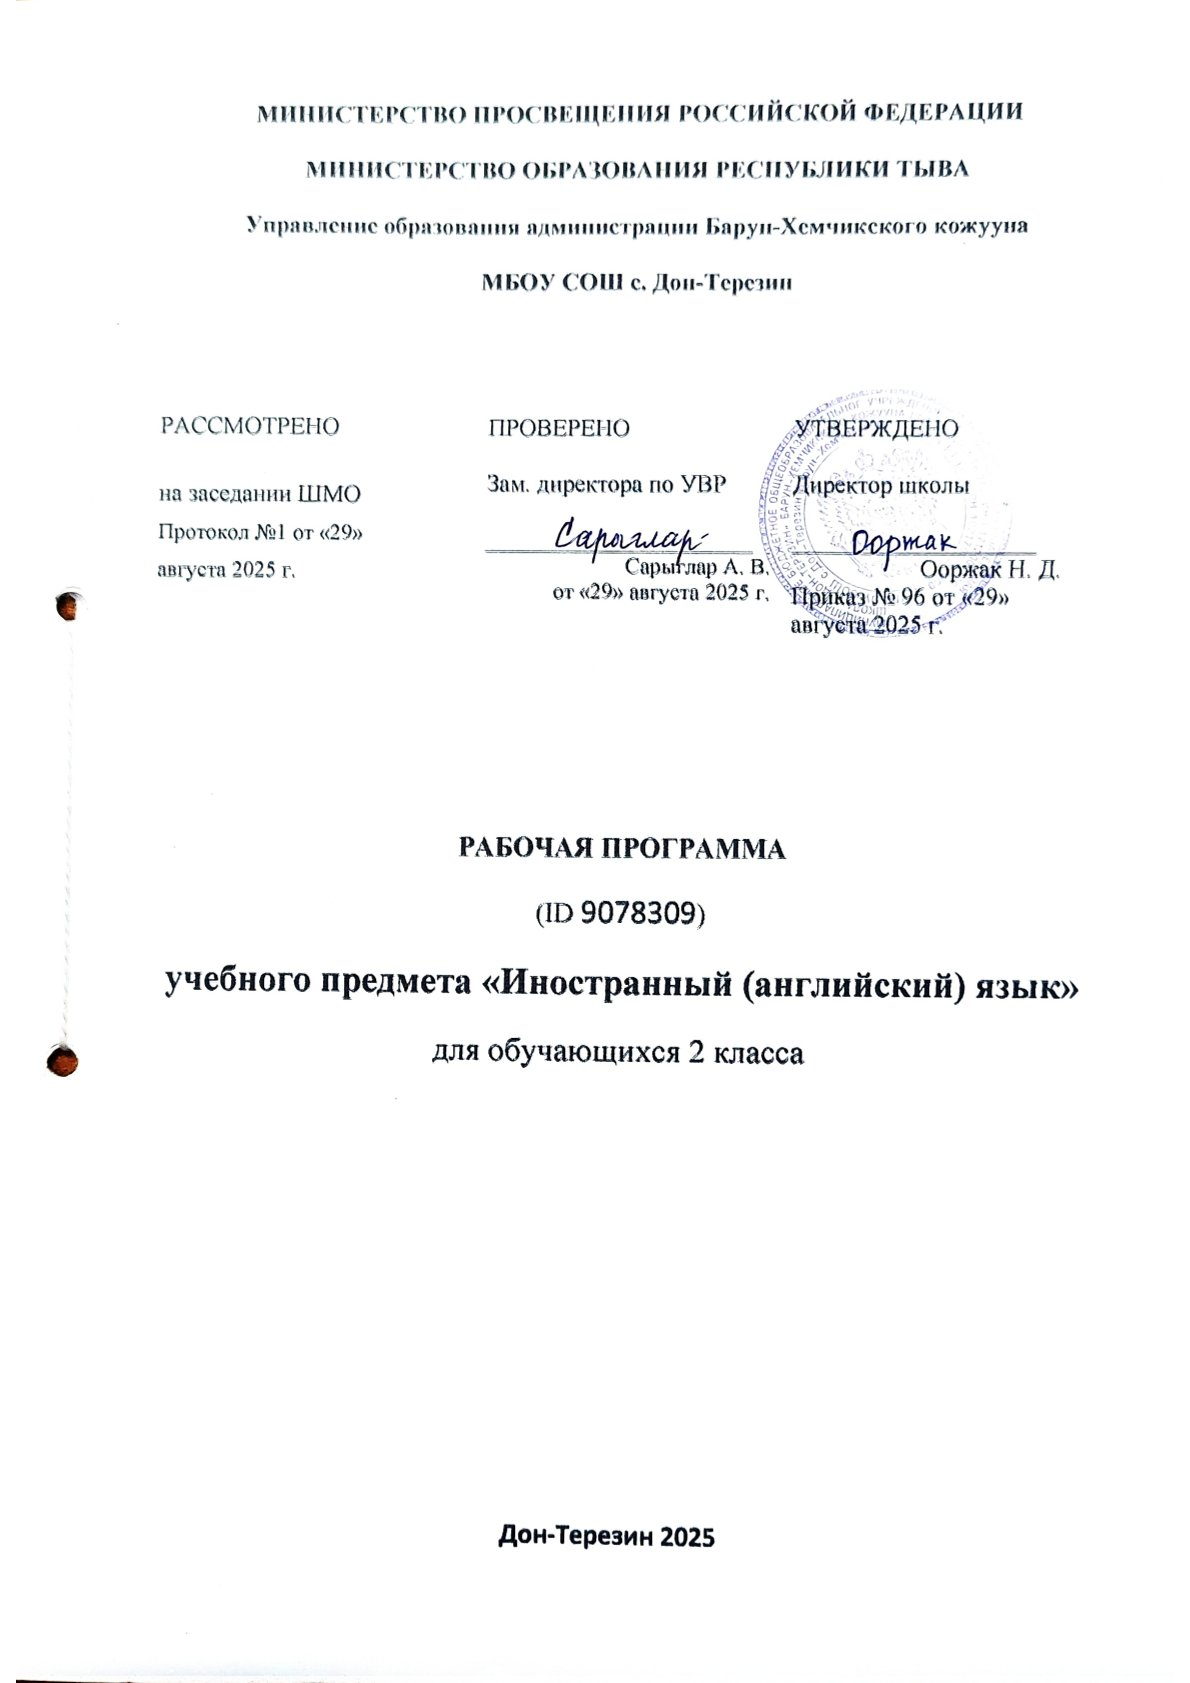 МИНИСТЕРСТВО ПРОСВЕЩЕНИЯ РОССИЙСКОЙ ФЕДЕРАЦИИ
МИНИСТЕРСТВО ОБРАЗОВАНИЯ РЕСПУБЛИКИ ТЫВА
Управление образования администрации Барун-Хемчикского кожууна
МБОУ СОШ с. Дон-Терезин
РАССМОТРЕНО
на заседании ШМО
Протокол №1 от «29»
августа 2025 г.
ПРОВЕРЕНО
Зам. директора по УВР
Сарыглар
Сарыглар А. В.
от «29» августа 2025 г.
УТВЕРЖДЕНО
Директор школы
Ооржак
Ооржак Н. Д.
Приказ № 96 от «29»
августа 2025 г.
РАБОЧАЯ ПРОГРАММА
(ID 9078309)
учебного предмета «Иностранный (английский) язык»
для обучающихся 2 класса
Дон-Терезин 2025